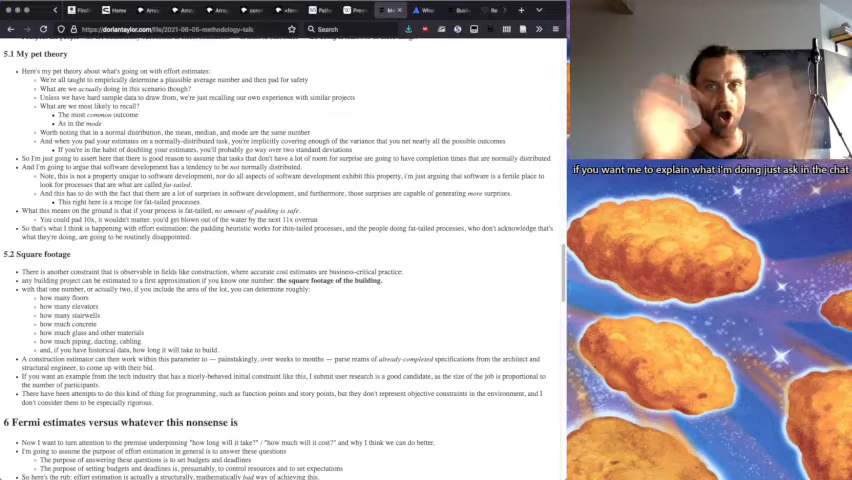 Findin
Home
Array
Array
Array
opensi
<form
Paths
Prese
Me
What
Busin
Re
https://doriantaylor.com/file/2021-06-05-methodology-talk
5.1 My pet theory
• Here's my pet theory about what's going on with effort estimates:
○ We're all taught to empirically determine a plausible average number and then pad for safety
○ What are we actually doing in this scenario though?
○ Unless we have hard sample data to draw from, we're just recalling our own experience with similar projects
○ What are we most likely to recall?
▪ The most common outcome
▪ As in the mode
○ Worth noting that in a normal distribution, the mean, median, and mode are the same number
○ And when you pad your estimates on a normally-distributed task, you're implicitly covering enough of the variance that you net nearly all the possible outcomes
▪ If you're in the habit of doubling your estimates, you'll probably go way over two standard deviations
• So I'm just going to assert here that there is good reason to assume that tasks that don't have a lot of room for surprise are going to have completion times that are normally distributed
• And I'm going to argue that software development has a tendency to be not normally distributed.
○ Note, this is not a property unique to software development, nor do all aspects of software development exhibit this property, i'm just arguing that software is a fertile place to
look for processes that are what are called fat-tailed.
○ And this has to do with the fact that there are a lot of surprises in software development, and furthermore, those surprises are capable of generating more surprises.
▪ This right here is a recipe for fat-tailed processes.
• What this means on the ground is that if your process is fat-tailed, no amount of padding is safe.
○ You could pad 10x, it wouldn't matter, you'd get blown out of the water by the next 11x overrun
• So that's what I think is happening with effort estimation: the padding heuristic works for thin-tailed processes, and the people doing fat-tailed processes, who don't acknowledge that's
what they're doing, are going to be routinely disappointed.
5.2 Square footage
• There is another constraint that is observable in fields like construction, where accurate cost estimates are business-critical practice:
• any building project can be estimated to a first approximation if you know one number: the square footage of the building.
• with that one number, or actually two, if you include the area of the lot, you can determine roughly:
○ how many floors
○ how many elevators
○ how many stairwells
○ how much concrete
○ how much glass and other materials
○ how much piping, ducting, cabling
○ and, if you have historical data, how long it will take to build.
• A construction estimator can then work within this parameter to — painstakingly, over weeks to months — parse reams of already-completed specifications from the architect and
structural engineer, to come up with their bid.
• If you want an example from the tech industry that has a nicely-behaved initial constraint like this, I submit user research is a good candidate, as the size of the job is proportional to
the number of participants.
• There have been attempts to do this kind of thing for programming, such as function points and story points, but they don't represent objective constraints in the environment, and I
don't consider them to be especially rigorous.
6 Fermi estimates versus whatever this nonsense is
• Now I want to turn attention to the premise underpinning "how long will it take?" / "how much will it cost?" and why I think we can do better.
• I'm going to assume the purpose of effort estimation in general is to answer these questions
○ The purpose of answering these questions is to set budgets and deadlines
○ The purpose of setting budgets and deadlines is, presumably, to control resources and to set expectations
• So here's the rub: effort estimation is actually a structurally, mathematically bad way of achieving this.
if you want me to explain what i'm doing just ask in the chat